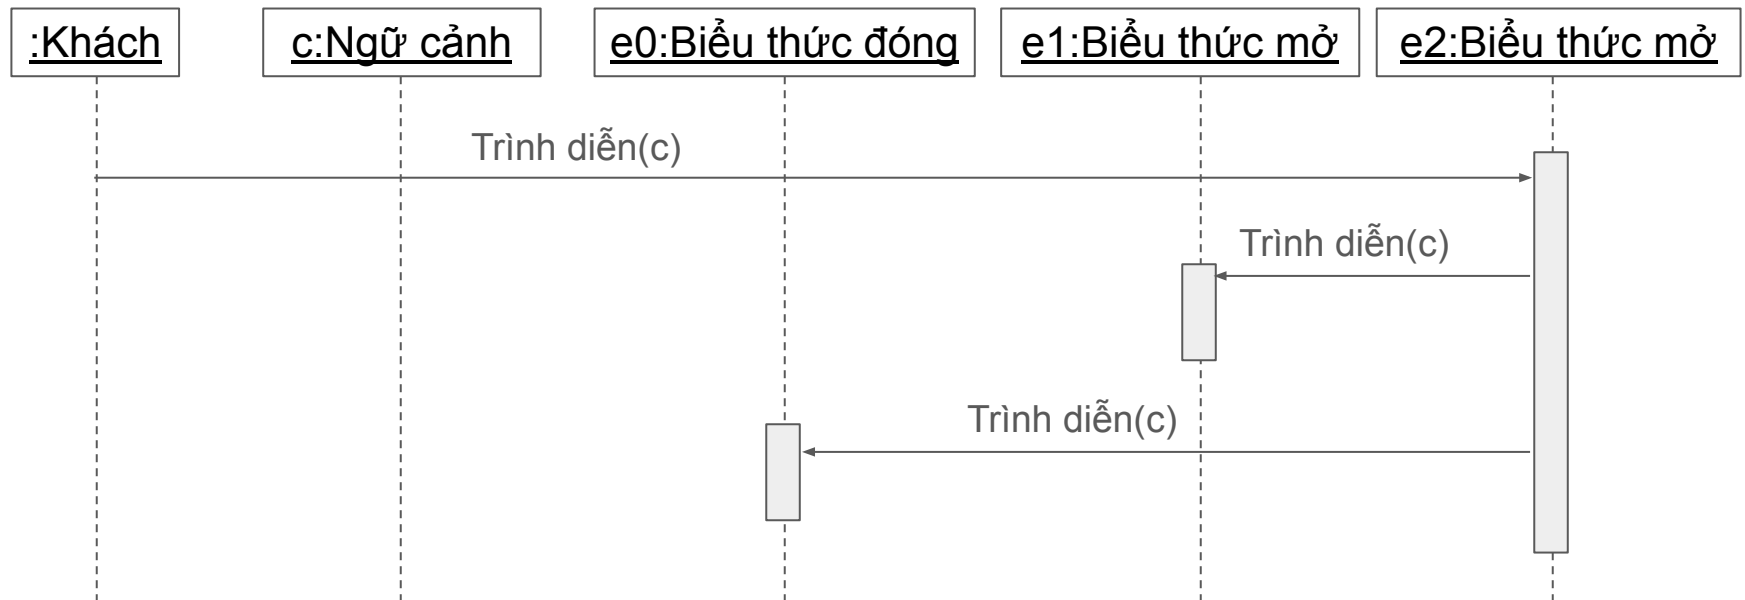 :Khách
c:Ngữ cảnh
e0:Biểu thức đóng
e1:Biểu thức mở
e2:Biểu thức mở
Trình diễn(c)
Trình diễn(c)
Trình diễn(c)